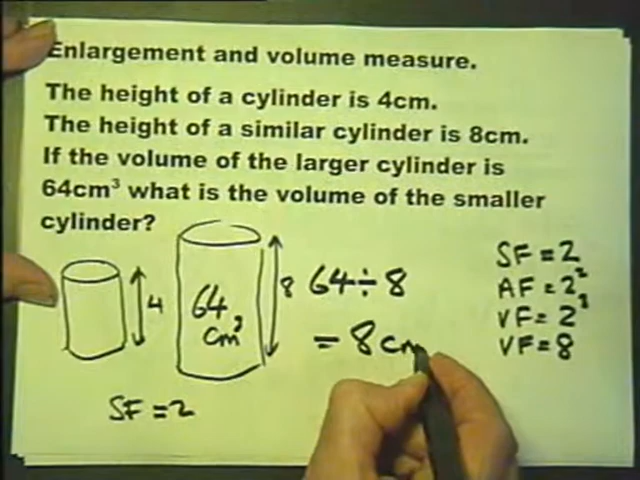 Enlargement and volume measure.
The height of a cylinder is 4cm.
The height of a similar cylinder is 8cm.
If the volume of the larger cylinder is
64cm³ what is the volume of the smaller
cylinder?
4
64
cm³
8
SF = 2
64 ÷ 8
= 8cm
SF = 2
AF = 2²
VF = 2³
VF = 8